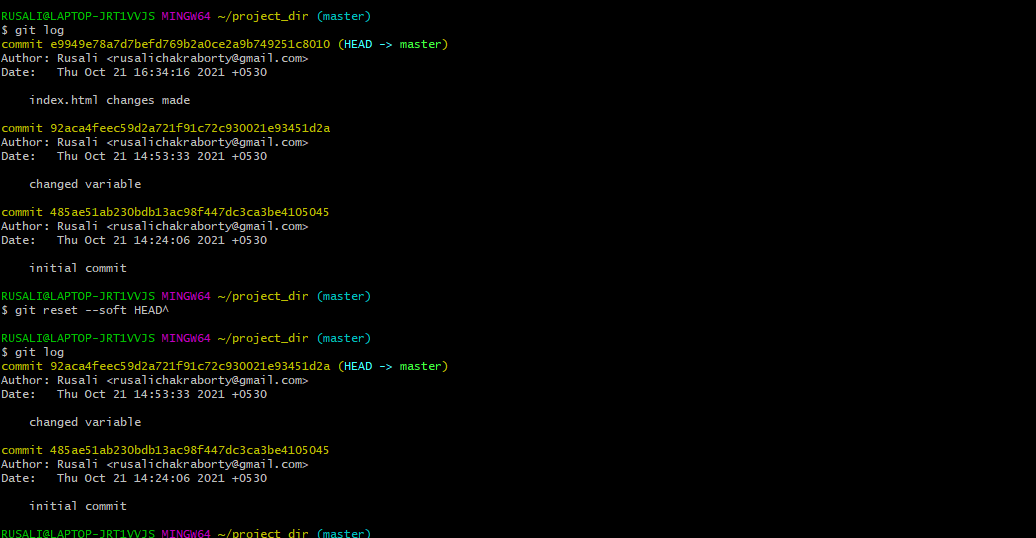 RUSALI@LAPTOP-JRT1VVJS MINGW64 ~/project_dir (master)
$ git log
commit e9949e78a7d7befd769b2a0ce2a9b749251c8010 (HEAD -> master)
Author: Rusali <rusalichakraborty@gmail.com>
Date:   Thu Oct 21 16:34:16 2021 +0530
    index.html changes made
commit 92aca4feec59d2a721f91c72c930021e93451d2a
Author: Rusali <rusalichakraborty@gmail.com>
Date:   Thu Oct 21 14:53:33 2021 +0530
    changed variable
commit 485ae51ab230bdb13ac98f447dc3ca3be4105045
Author: Rusali <rusalichakraborty@gmail.com>
Date:   Thu Oct 21 14:24:06 2021 +0530
    initial commit
RUSALI@LAPTOP-JRT1VVJS MINGW64 ~/project_dir (master)
$ git reset --soft HEAD^
RUSALI@LAPTOP-JRT1VVJS MINGW64 ~/project_dir (master)
$ git log
commit 92aca4feec59d2a721f91c72c930021e93451d2a (HEAD -> master)
Author: Rusali <rusalichakraborty@gmail.com>
Date:   Thu Oct 21 14:53:33 2021 +0530
    changed variable
commit 485ae51ab230bdb13ac98f447dc3ca3be4105045
Author: Rusali <rusalichakraborty@gmail.com>
Date:   Thu Oct 21 14:24:06 2021 +0530
    initial commit
RUSALI@LAPTOP-JRT1VVJS MINGW64 ~/project_dir (master)